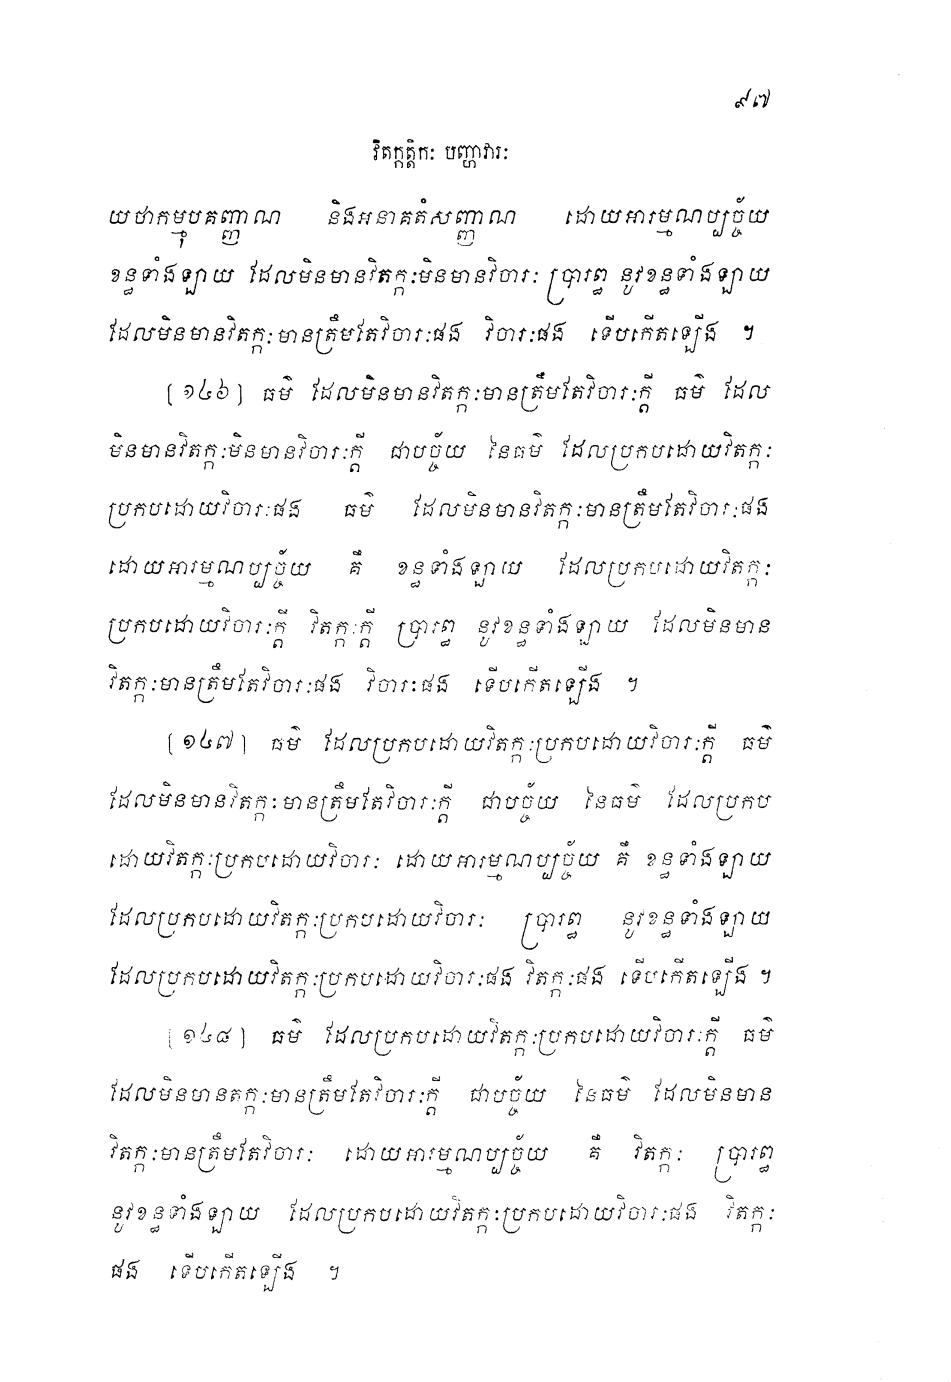 ៩៧
វិតក្កត្តិកៈ បញ្ហាវារៈ
យថាកម្មុបគញ្ញាណ និងអនាគតំសញ្ញាណ ដោយអារម្មណប្បច្ច័យ
ខន្ធទាំងឡាយ ដែលមិនមានវិតក្កៈមិនមានវិចារៈ ប្រារព្ធ នូវខន្ធទាំងឡាយ
ដែលមិនមានវិតក្កៈមានត្រឹមតែវិចារៈផង វិចារៈផង ទើបកើតឡើង ។
[១៤៦] ធម៌ ដែលមិនមានវិតក្កៈមានត្រឹមតែវិចារៈក្តី ធម៌ ដែល
មិនមានវិតក្កៈមិនមានវិចារៈក្តី ជាបច្ច័យ នៃធម៌ ដែលប្រកបដោយវិតក្កៈ
ប្រកបដោយវិចារៈផង ធម៌ ដែលមិនមានវិតក្កៈមានត្រឹមតែវិចារៈផង
ដោយអារម្មណប្បច្ច័យ គឺ ខន្ធទាំងឡាយ ដែលប្រកបដោយវិតក្កៈ
ប្រកបដោយវិចារៈក្តី វិតក្កៈក្តី ប្រារព្ធ នូវខន្ធទាំងឡាយ ដែលមិនមាន
វិតក្កៈមានត្រឹមតែវិចារៈផង វិចារៈផង ទើបកើតឡើង ។
[១៤៧] ធម៌ ដែលប្រកបដោយវិតក្កៈប្រកបដោយវិចារៈក្តី ធម៌
ដែលមិនមានវិតក្កៈមានត្រឹមតែវិចារៈក្តី ជាបច្ច័យ នៃធម៌ ដែលប្រកប
ដោយវិតក្កៈប្រកបដោយវិចារៈ ដោយអារម្មណប្បច្ច័យ គឺ ខន្ធទាំងឡាយ
ដែលប្រកបដោយវិតក្កៈប្រកបដោយវិចារៈ ប្រារព្ធ នូវខន្ធទាំងឡាយ
ដែលប្រកបដោយវិតក្កៈប្រកបដោយវិចារៈផង វិតក្កៈផង ទើបកើតឡើង ។
[១៤៨] ធម៌ ដែលប្រកបដោយវិតក្កៈប្រកបដោយវិចារៈក្តី ធម៌
ដែលមិនមានតក្កៈមានត្រឹមតែវិចារៈក្តី ជាបច្ច័យ នៃធម៌ ដែលមិនមាន
វិតក្កៈមានត្រឹមតែវិចារៈ ដោយអារម្មណប្បច្ច័យ គឺ វិតក្កៈ ប្រារព្ធ
នូវខន្ធទាំងឡាយ ដែលប្រកបដោយវិតក្កៈប្រកបដោយវិចារៈផង វិតក្កៈ
ផង ទើបកើតឡើង ។